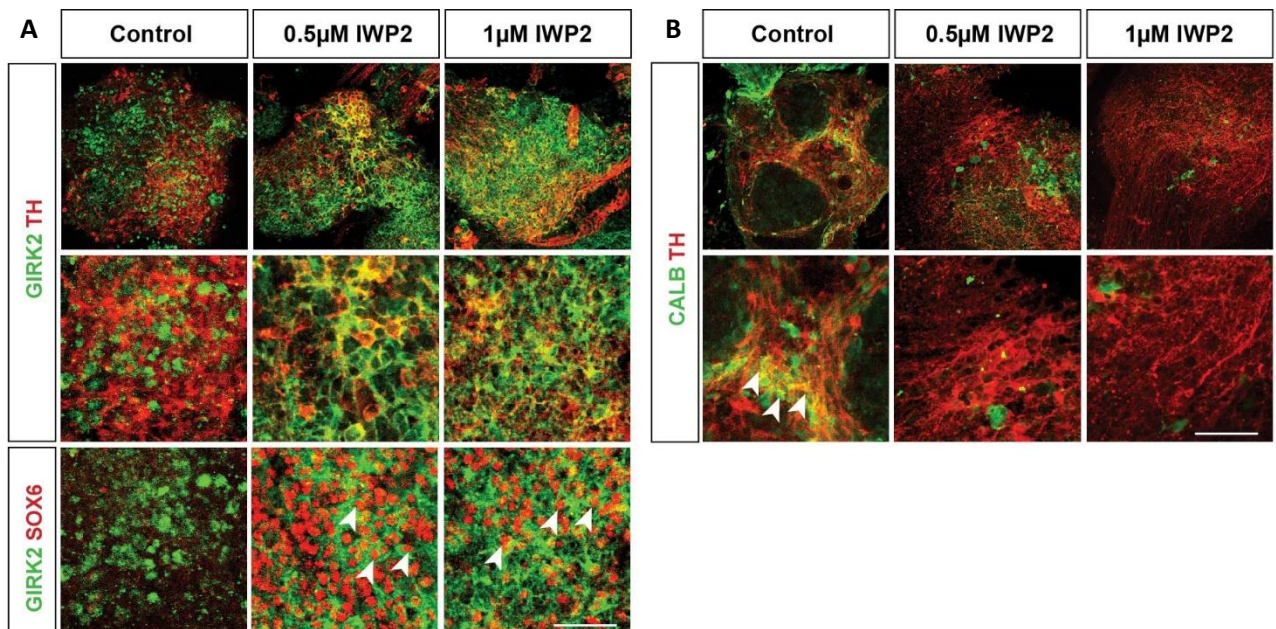 A
Control
0.5µM IWP2
1µM IWP2
GIRK2 TH
GIRK2 SOX6
B
Control
0.5µM IWP2
1µM IWP2
CALB TH